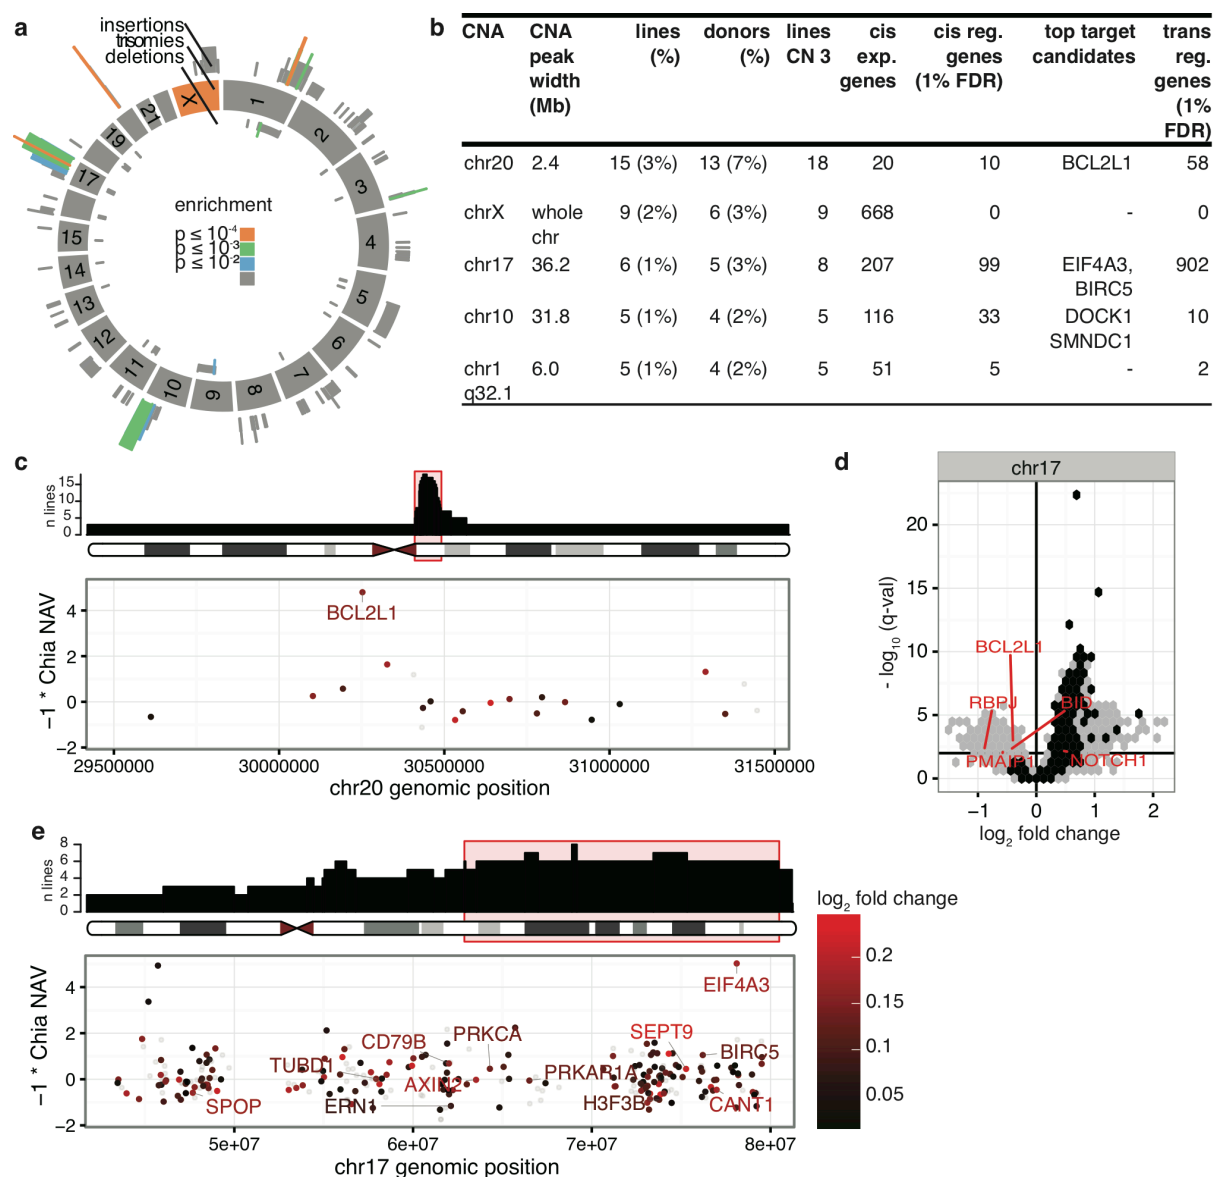 a
insertions
trisomies
deletions
1
2
3
4
5
6
7
8
9
10
11
12
13
14
15
17
19
21
X
enrichment
p ≤ 10-4
p ≤ 10-3
p ≤ 10-2
b
CNA CNA peak width (Mb) lines (%) donors (%) lines CN 3 cis exp. genes cis reg. genes (1% FDR) top target candidates trans reg. genes (1% FDR)
chr20 2.4 15 (3%) 13 (7%) 18 20 10 BCL2L1 58
chrX whole chr 9 (2%) 6 (3%) 9 668 0 - 0
chr17 36.2 6 (1%) 5 (3%) 8 207 99 EIF4A3, BIRC5 902
chr10 31.8 5 (1%) 4 (2%) 5 116 33 DOCK1 SMNDC1 10
chr1 q32.1 6.0 5 (1%) 4 (2%) 5 51 5 - 2
c
n lines
15
10
5
0
−1 * Chia NAV
4
2
0
−2
BCL2L1
29500000 30000000 30500000 31000000 31500000
chr20 genomic position
d
chr17
- log10 (q-val)
20
15
10
5
0
BCL2L1
RBPJ
BID
PMAIP1
NOTCH1
−1 0 1 2
log2 fold change
e
n lines
8
6
4
2
0
−1 * Chia NAV
4
2
0
−2
EIF4A3
SEPT9
PRKCA
CD79B
BIRC5
TUBD1
PRKAR1A
AXIN2
ERN1
H3F3B
SPOP
CANT1
5e+07 6e+07 7e+07 8e+07
chr17 genomic position
log2 fold change
0.2
0.15
0.1
0.05